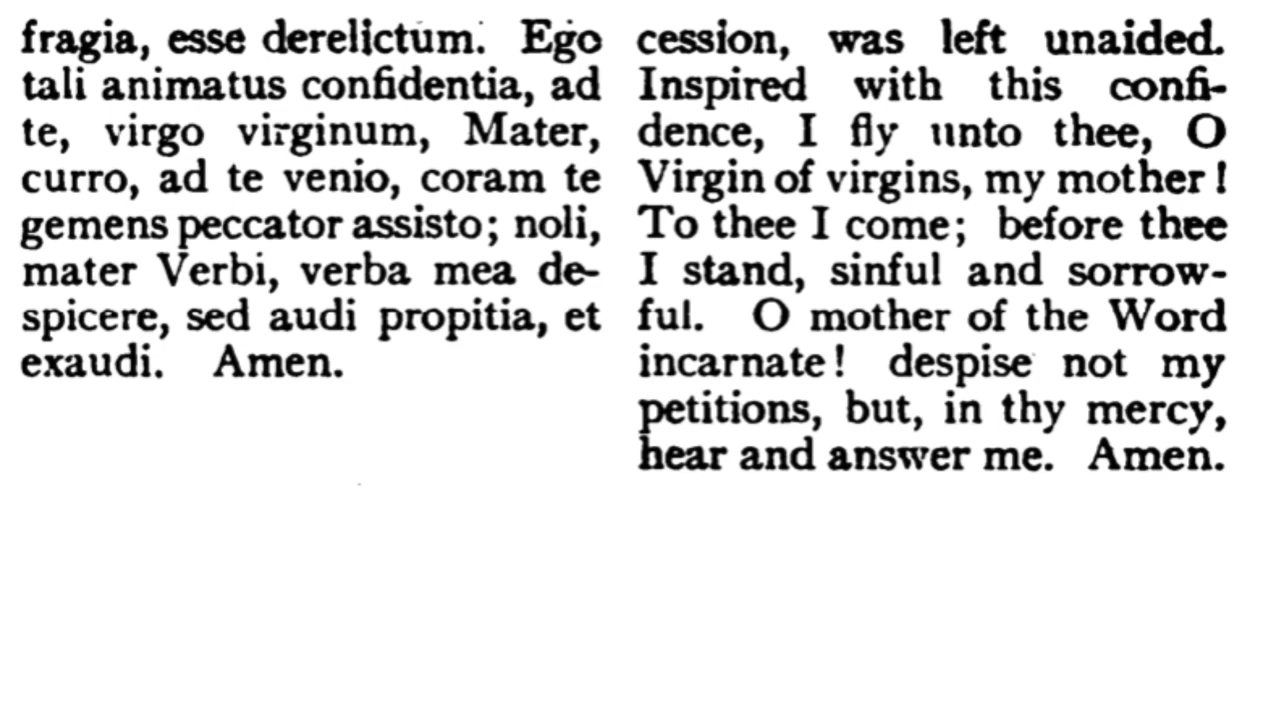 fragia, esse derelictum. Ego
tali animatus confidentia, ad
te, virgo virginum, Mater,
curro, ad te venio, coram te
gemens peccator assisto; noli,
mater Verbi, verba mea de-
spicere, sed audi propitia, et
exaudi. Amen.
cession, was left unaided.
Inspired with this confi-
dence, I fly unto thee, O
Virgin of virgins, my mother!
To thee I come; before thee
I stand, sinful and sorrow-
ful. O mother of the Word
incarnate! despise not my
petitions, but, in thy mercy,
hear and answer me. Amen.